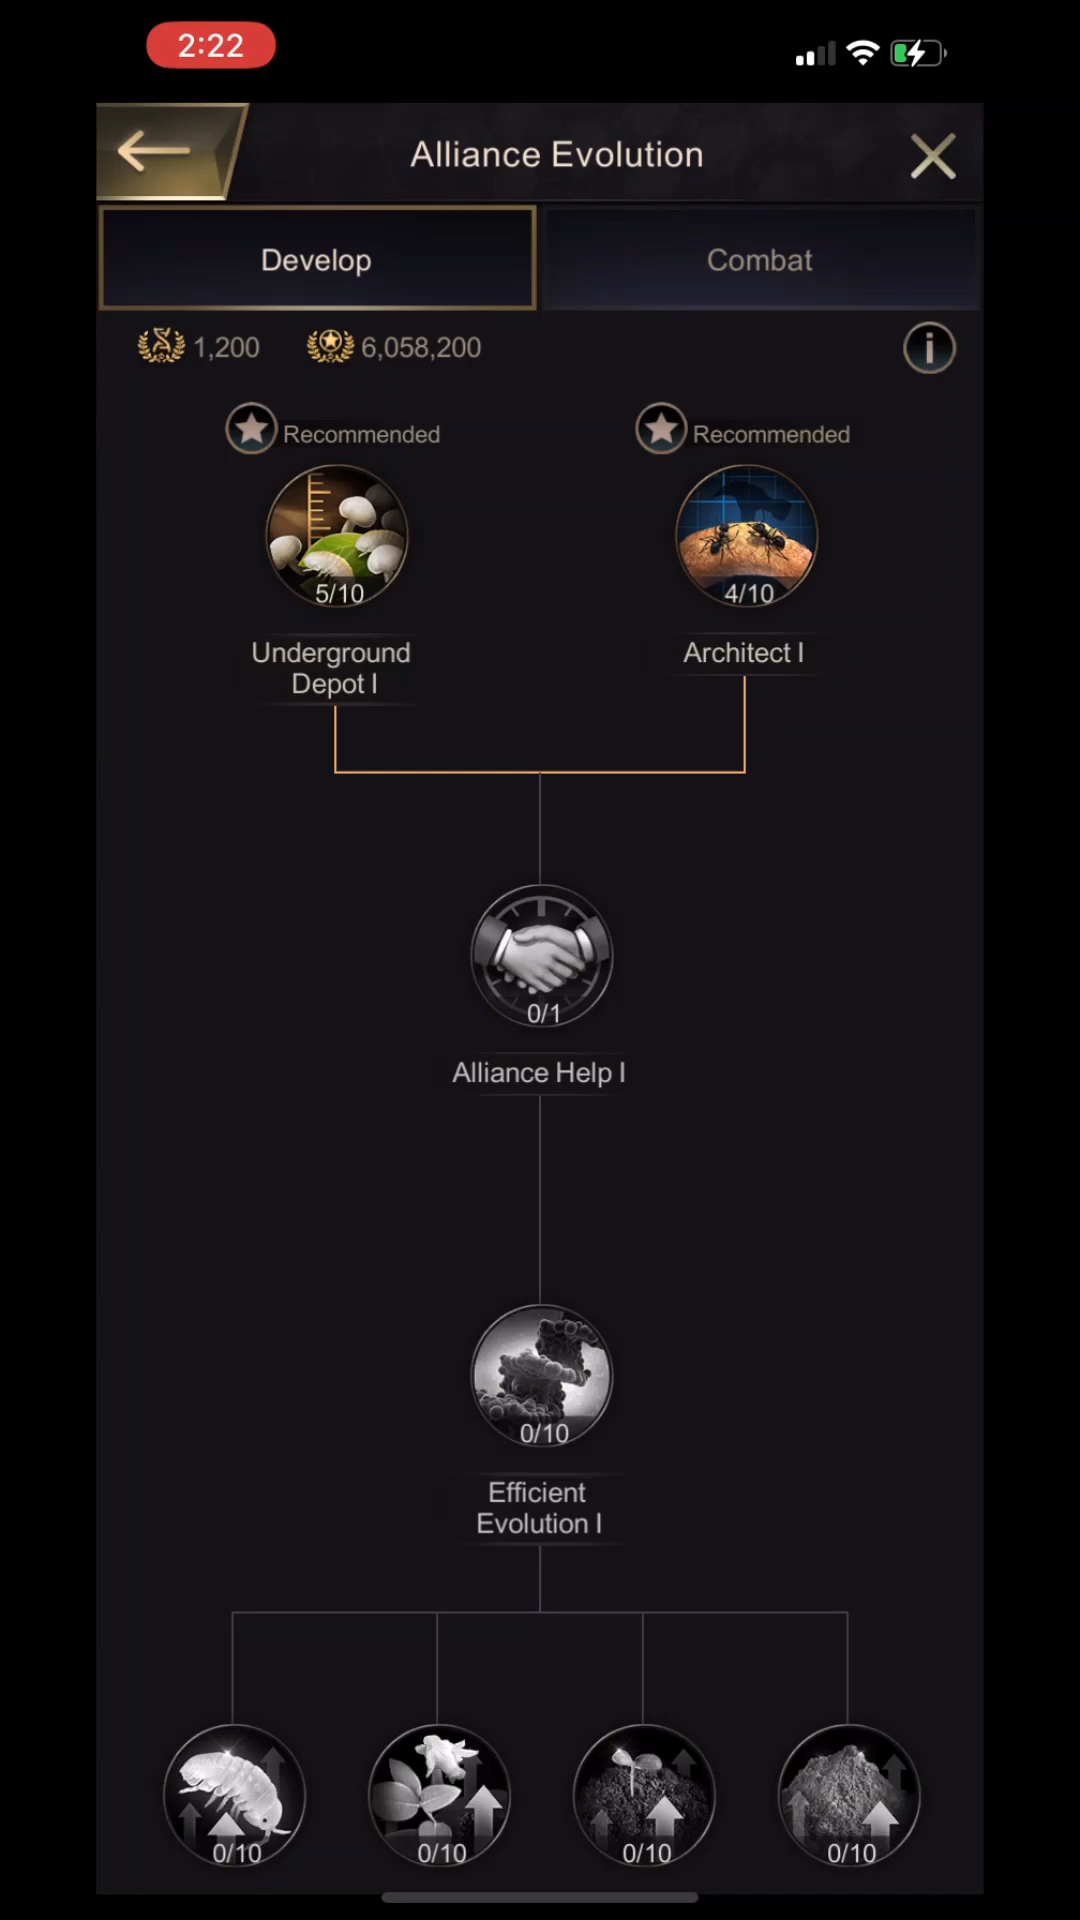 2:22
Alliance Evolution
Develop
Combat
1,200
6,058,200
i
Recommended
Recommended
5/10
4/10
Underground
Depot I
Architect I
0/1
Alliance Help I
0/10
Efficient
Evolution I
0/10
0/10
0/10
0/10